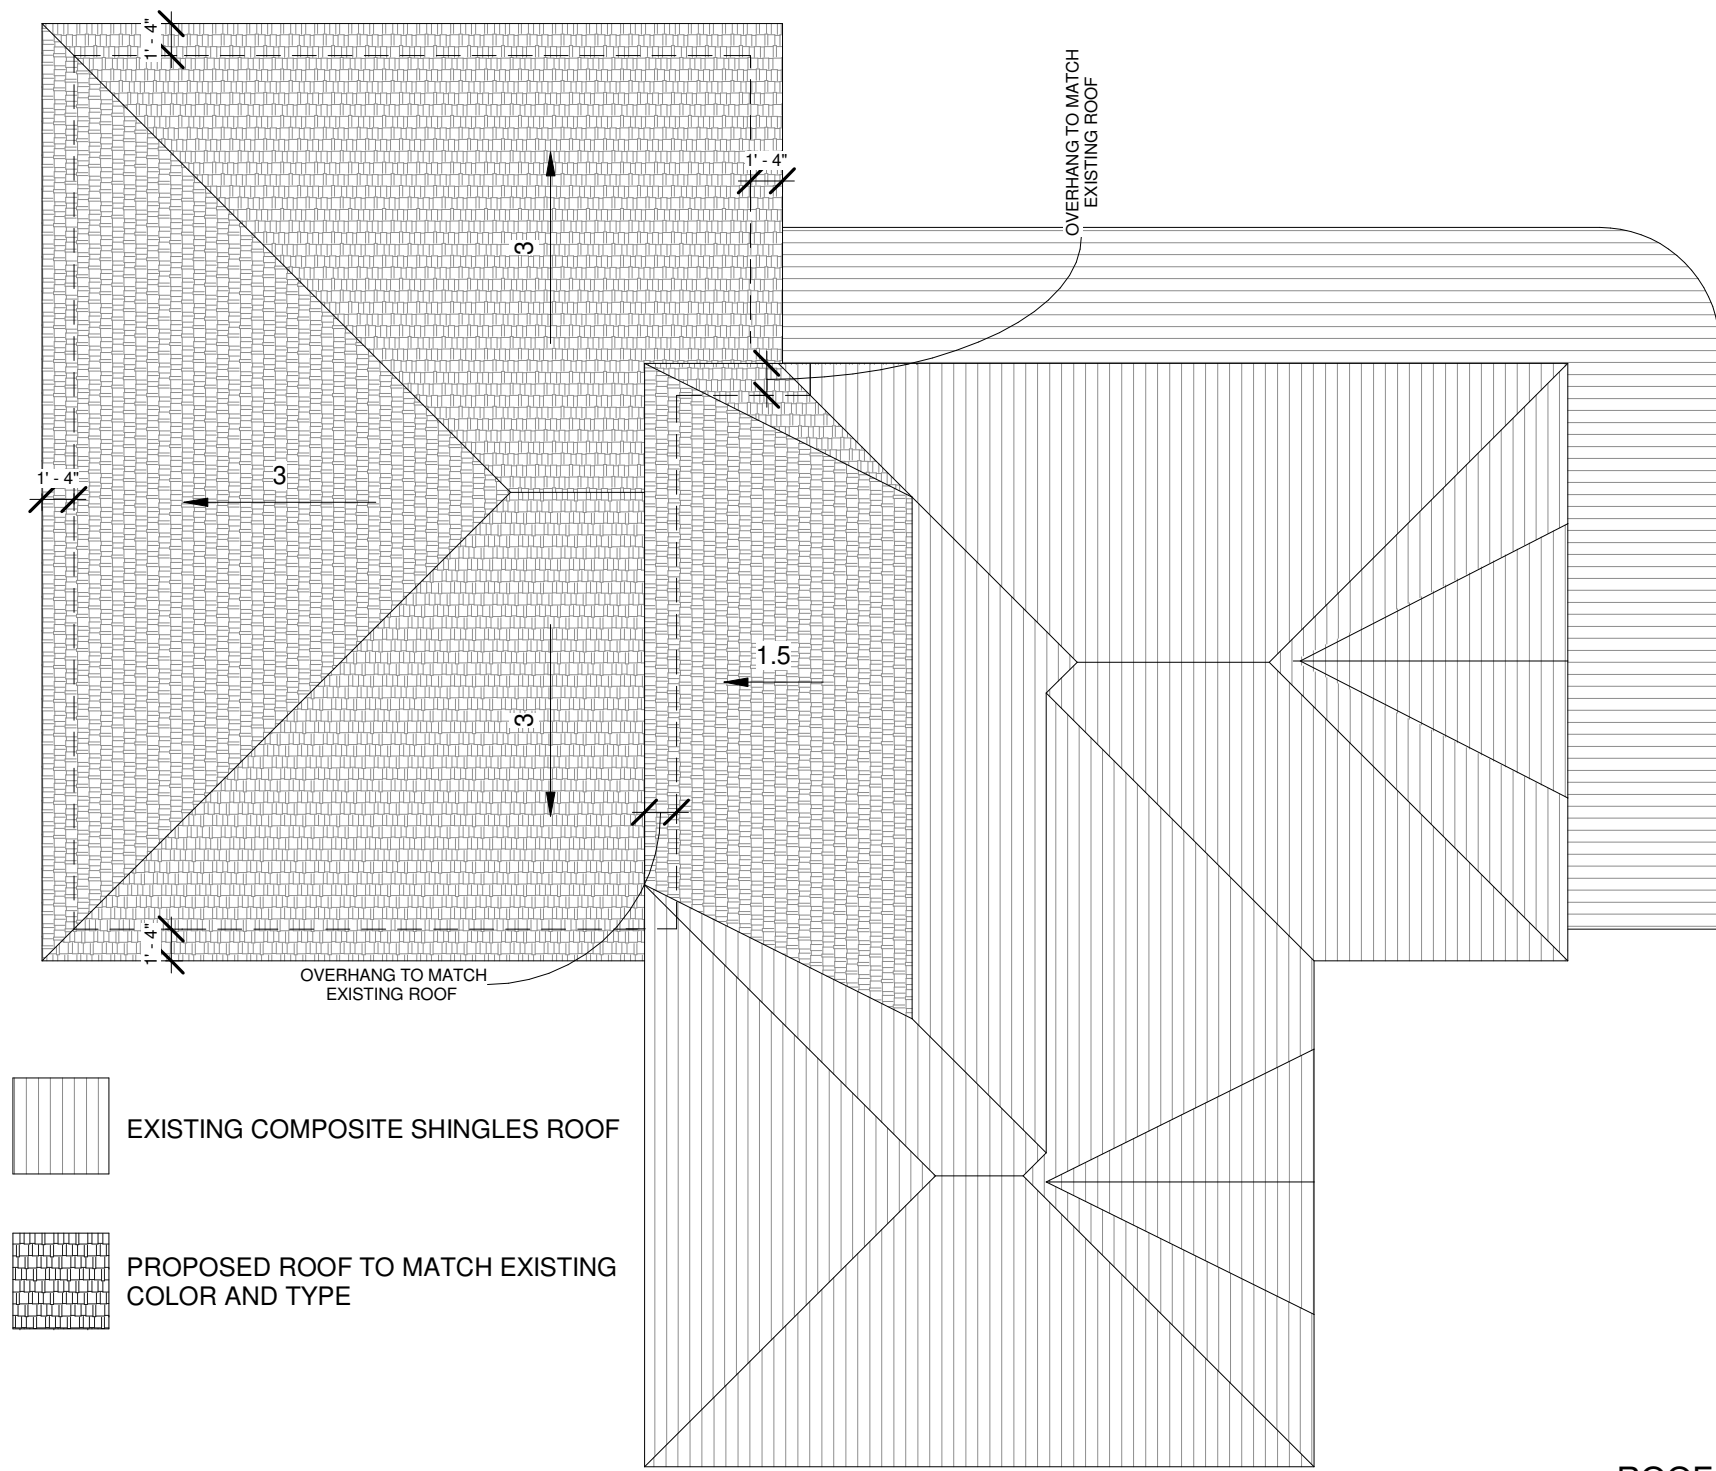 1' - 4"
OVERHANG TO MATCH
EXISTING ROOF
1' - 4"
3
3
1' - 4"
1.5
3
1' - 4"
OVERHANG TO MATCH
EXISTING ROOF
EXISTING COMPOSITE SHINGLES ROOF
PROPOSED ROOF TO MATCH EXISTING
COLOR AND TYPE
ROOF